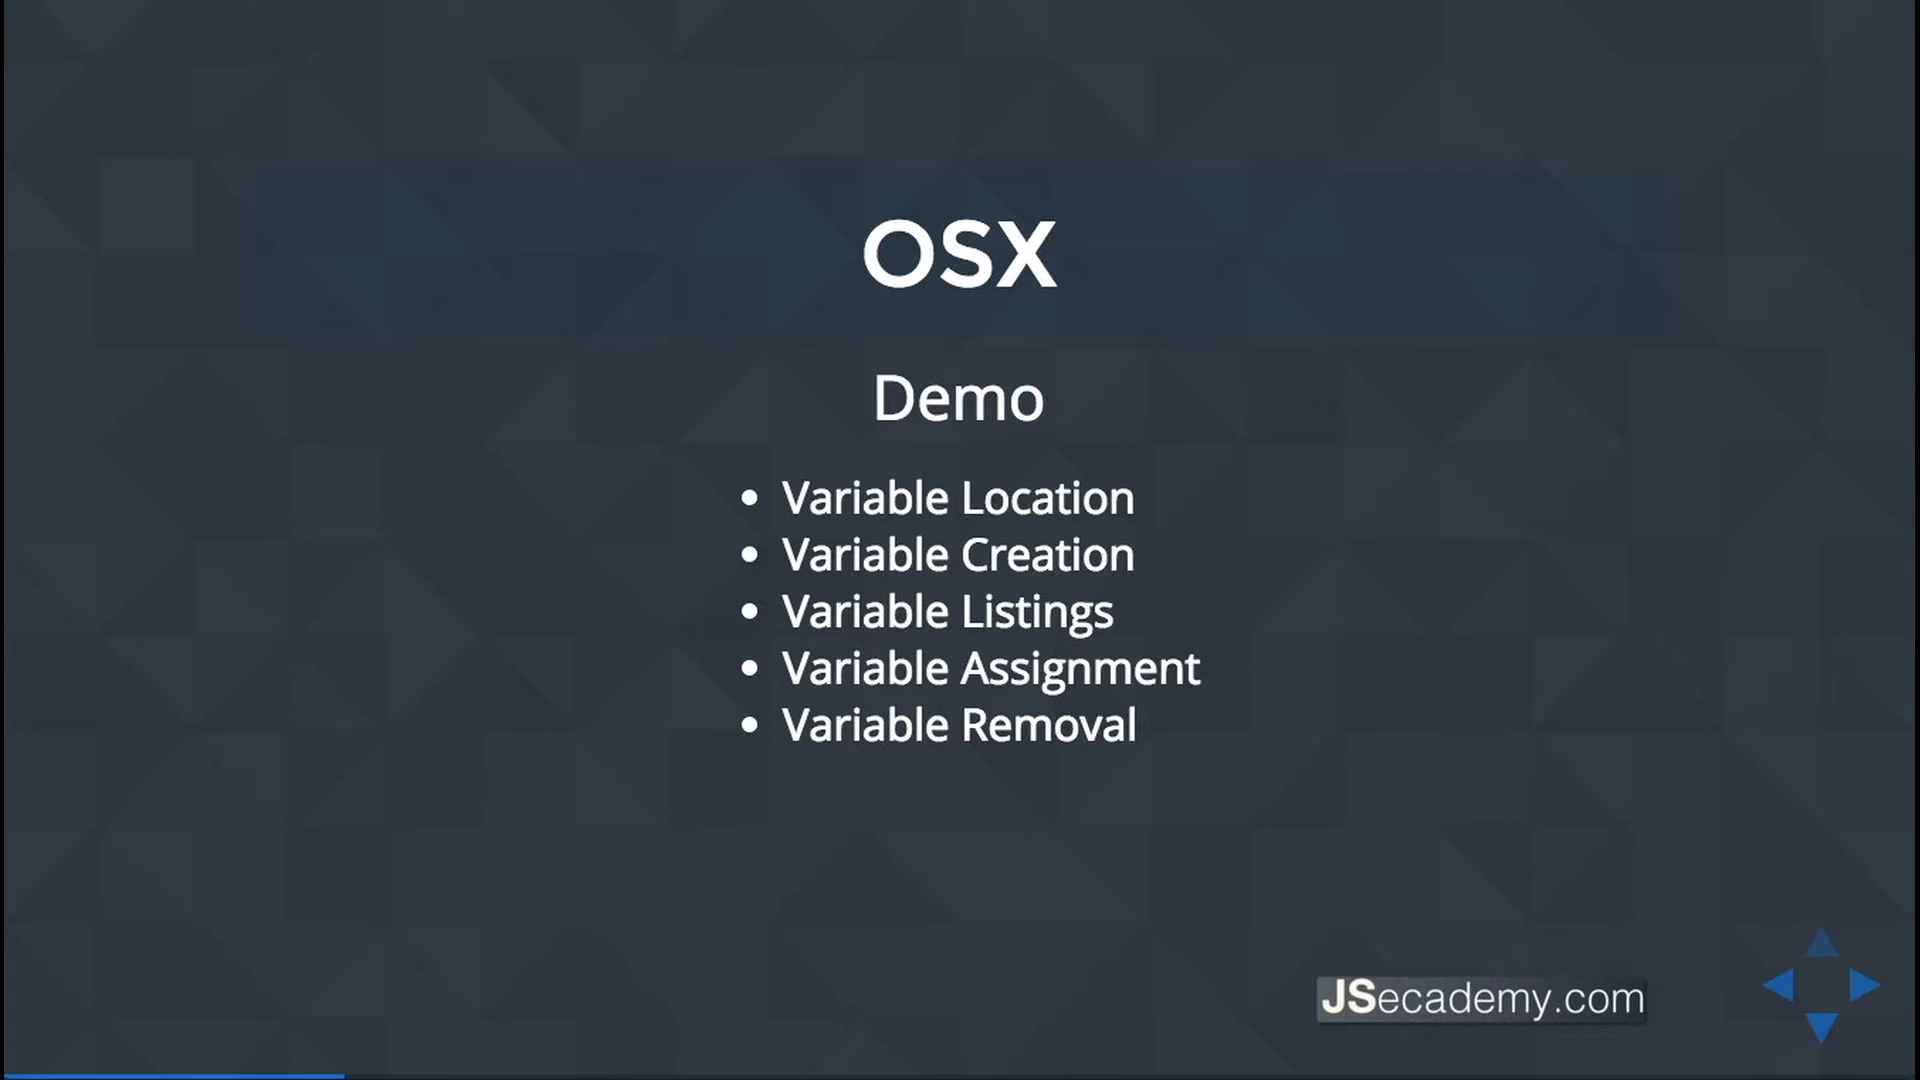 OSX
Demo
• Variable Location
• Variable Creation
• Variable Listings
• Variable Assignment
• Variable Removal
JSecademy.com